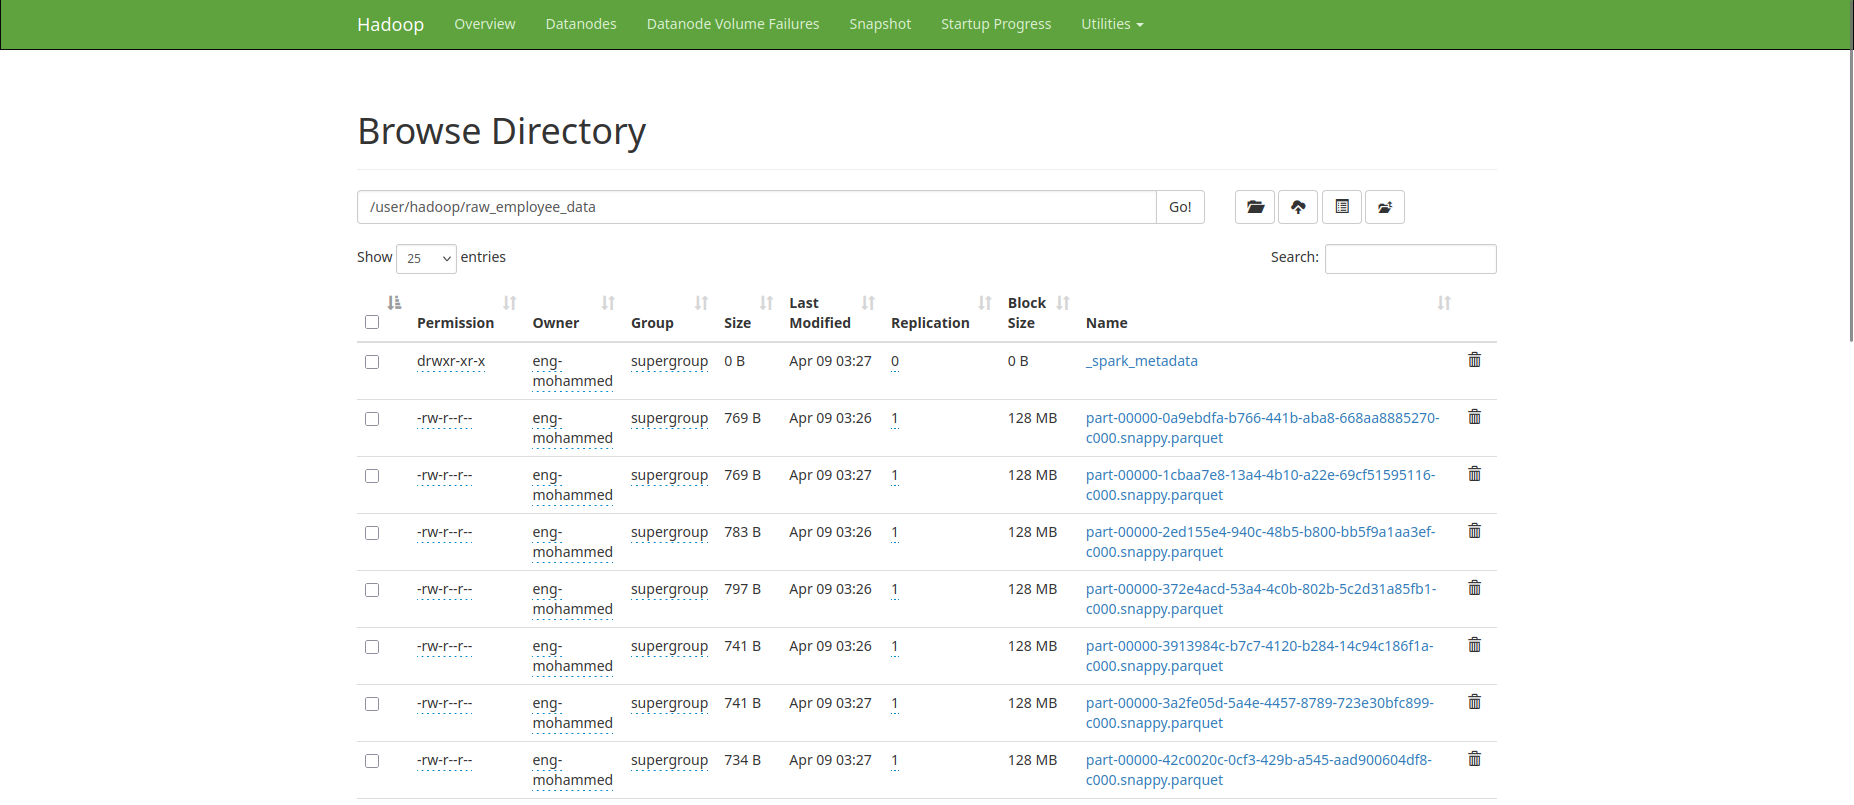 Hadoop Overview Datanodes Datanode Volume Failures Snapshot Startup Progress Utilities
Browse Directory
/user/hadoop/raw_employee_data Go!
Show 25 entries Search:
Permission Owner Group Size Last Modified Replication Block Size Name
drwxr-xr-x eng-mohammed supergroup 0 B Apr 09 03:27 0 0 B _spark_metadata
-rw-r--r-- eng-mohammed supergroup 769 B Apr 09 03:26 1 128 MB part-00000-0a9ebdfa-b766-441b-aba8-668aa8885270-c000.snappy.parquet
-rw-r--r-- eng-mohammed supergroup 769 B Apr 09 03:27 1 128 MB part-00000-1cbaa7e8-13a4-4b10-a22e-69cf51595116-c000.snappy.parquet
-rw-r--r-- eng-mohammed supergroup 783 B Apr 09 03:26 1 128 MB part-00000-2ed155e4-940c-48b5-b800-bb5f9a1aa3ef-c000.snappy.parquet
-rw-r--r-- eng-mohammed supergroup 797 B Apr 09 03:26 1 128 MB part-00000-372e4acd-53a4-4c0b-802b-5c2d31a85fb1-c000.snappy.parquet
-rw-r--r-- eng-mohammed supergroup 741 B Apr 09 03:26 1 128 MB part-00000-3913984c-b7c7-4120-b284-14c94c186f1a-c000.snappy.parquet
-rw-r--r-- eng-mohammed supergroup 741 B Apr 09 03:27 1 128 MB part-00000-3a2fe05d-5a4e-4457-8789-723e30bfc899-c000.snappy.parquet
-rw-r--r-- eng-mohammed supergroup 734 B Apr 09 03:27 1 128 MB part-00000-42c0020c-0cf3-429b-a545-aad900604df8-c000.snappy.parquet